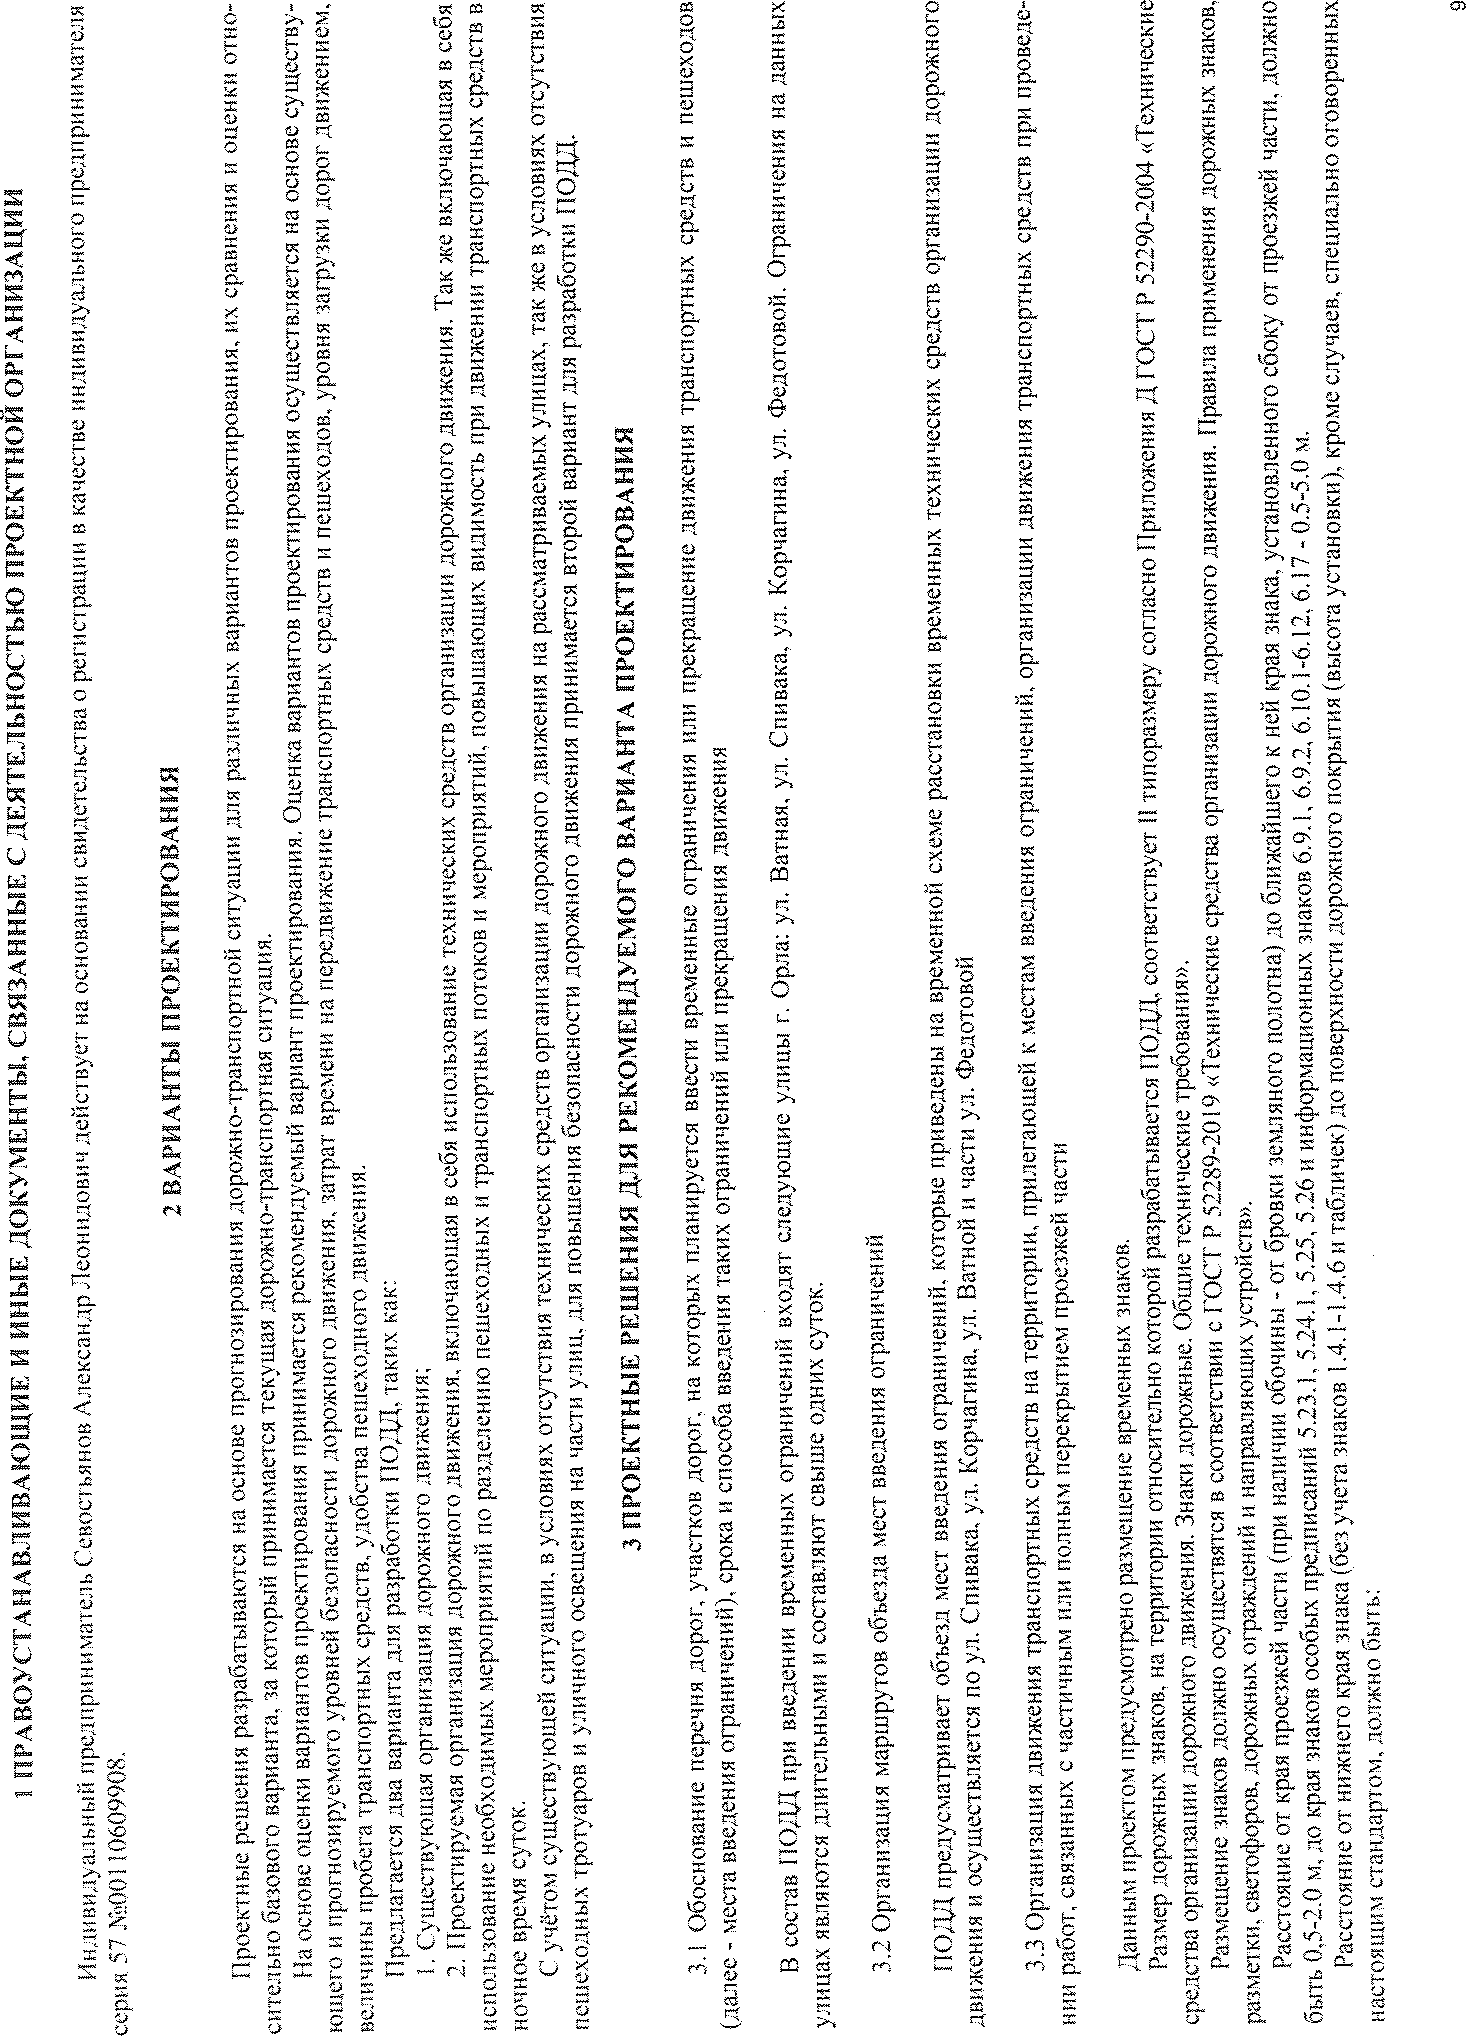 1 ПРАВОУСТАНАВЛИВАЮЩИЕ И ИНЫЕ ДОКУМЕНТЫ, СВЯЗАННЫЕ С ДЕЯТЕЛЬНОСТЬЮ ПРОЕКТНОЙ ОРГАНИЗАЦИИ
Индивидуальный предприниматель Севостьянов Александр Леонидович действует на основании свидетельства о регистрации в качестве индивидуального предпринимателя
серия 57 №00110609908.
2 ВАРИАНТЫ ПРОЕКТИРОВАНИЯ
Проектные решения разрабатываются на основе прогнозирования дорожно-транспортной ситуации для различных вариантов проектирования, их сравнения и оценки отно-
сительно базового варианта, за который принимается текущая дорожно-транспортная ситуация.
На основе оценки вариантов проектирования принимается рекомендуемый вариант проектирования. Оценка вариантов проектирования осуществляется на основе существу-
ющего и прогнозируемого уровней безопасности дорожного движения, затрат времени на передвижение транспортных средств и пешеходов, уровня загрузки дорог движением,
величины пробега транспортных средств, удобства пешеходного движения.
Предлагается два варианта для разработки ПОДД, таких как:
1. Существующая организация дорожного движения;
2. Проектируемая организация дорожного движения, включающая в себя использование технических средств организации дорожного движения. Так же включающая в себя
использование необходимых мероприятий по разделению пешеходных и транспортных потоков и мероприятий, повышающих видимость при движении транспортных средств в
ночное время суток.
С учётом существующей ситуации, в условиях отсутствия технических средств организации дорожного движения на рассматриваемых улицах, так же в условиях отсутствия
пешеходных тротуаров и уличного освещения на части улиц, для повышения безопасности дорожного движения принимается второй вариант для разработки ПОДД.
3 ПРОЕКТНЫЕ РЕШЕНИЯ ДЛЯ РЕКОМЕНДУЕМОГО ВАРИАНТА ПРОЕКТИРОВАНИЯ
3.1 Обоснование перечня дорог, участков дорог, на которых планируется ввести временные ограничения или прекращение движения транспортных средств и пешеходов
(далее - места введения ограничений), срока и способа введения таких ограничений или прекращения движения
В состав ПОДД при введении временных ограничений входят следующие улицы г. Орла: ул. Ватная, ул. Спивака, ул. Корчагина, ул. Федотовой. Ограничения на данных
улицах являются длительными и составляют свыше одних суток.
3.2 Организация маршрутов объезда мест введения ограничений
ПОДД предусматривает объезд мест введения ограничений, которые приведены на временной схеме расстановки временных технических средств организации дорожного
движения и осуществляется по ул. Спивака, ул. Корчагина, ул. Ватной и части ул. Федотовой
3.3 Организация движения транспортных средств на территории, прилегающей к местам введения ограничений, организации движения транспортных средств при проведе-
нии работ, связанных с частичным или полным перекрытием проезжей части
Данным проектом предусмотрено размещение временных знаков.
Размер дорожных знаков, на территории относительно которой разрабатывается ПОДД, соответствует II типоразмеру согласно Приложения Д ГОСТ Р 52290-2004 «Технические
средства организации дорожного движения. Знаки дорожные. Общие технические требования».
Размещение знаков должно осуществятся в соответствии с ГОСТ Р 52289-2019 «Технические средства организации дорожного движения. Правила применения дорожных знаков,
разметки, светофоров, дорожных ограждений и направляющих устройств».
Расстояние от края проезжей части (при наличии обочины - от бровки земляного полотна) до ближайшего к ней края знака, установленного сбоку от проезжей части, должно
быть 0,5-2.0 м, до края знаков особых предписаний 5.23.1, 5.24.1, 5.25, 5.26 и информационных знаков 6.9.1, 6.9.2, 6.10.1-6.12, 6.17 - 0.5-5.0 м.
Расстояние от нижнего края знака (без учета знаков 1.4.1-1.4.6 и табличек) до поверхности дорожного покрытия (высота установки), кроме случаев, специально оговоренных
настоящим стандартом, должно быть:
9